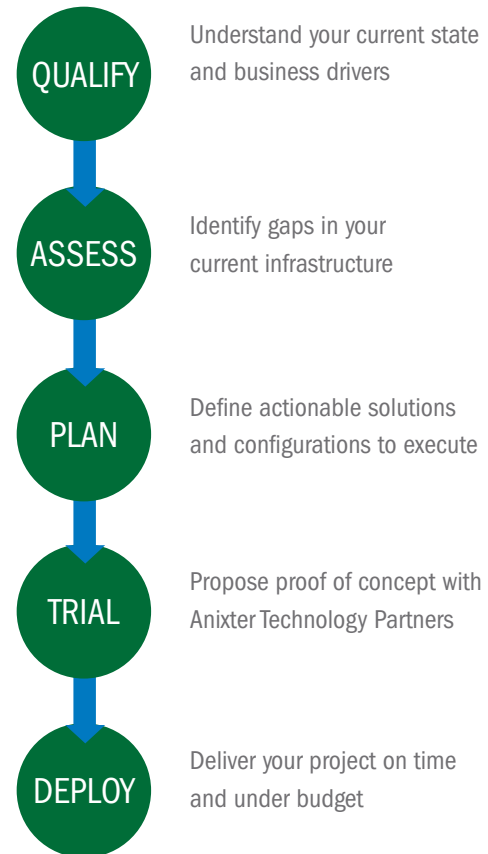 QUALIFY
Understand your current state
and business drivers
ASSESS
Identify gaps in your
current infrastructure
PLAN
Define actionable solutions
and configurations to execute
TRIAL
Propose proof of concept with
Anixter Technology Partners
DEPLOY
Deliver your project on time
and under budget